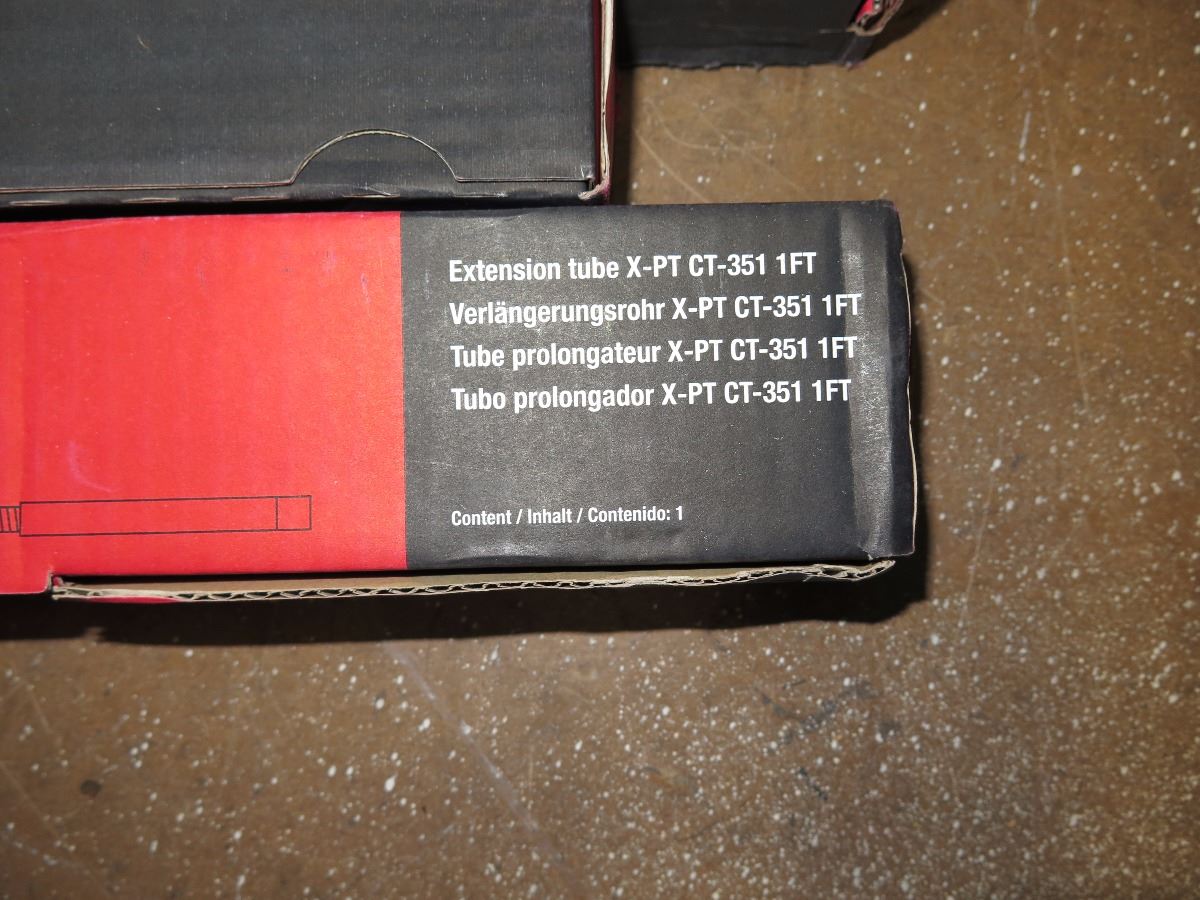 Extension tube X-PT CT-351 1FT
Verlängerungsrohr X-PT CT-351 1FT
Tube prolongateur X-PT CT-351 1FT
Tubo prolongador X-PT CT-351 1FT
Content / Inhalt / Contenido: 1